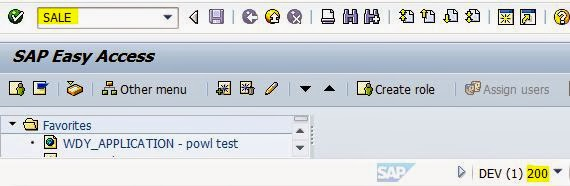 SALE
SAP Easy Access
Other menu Create role Assign users
Favorites
WDY_APPLICATION - powl test
SAP DEV (1) 200